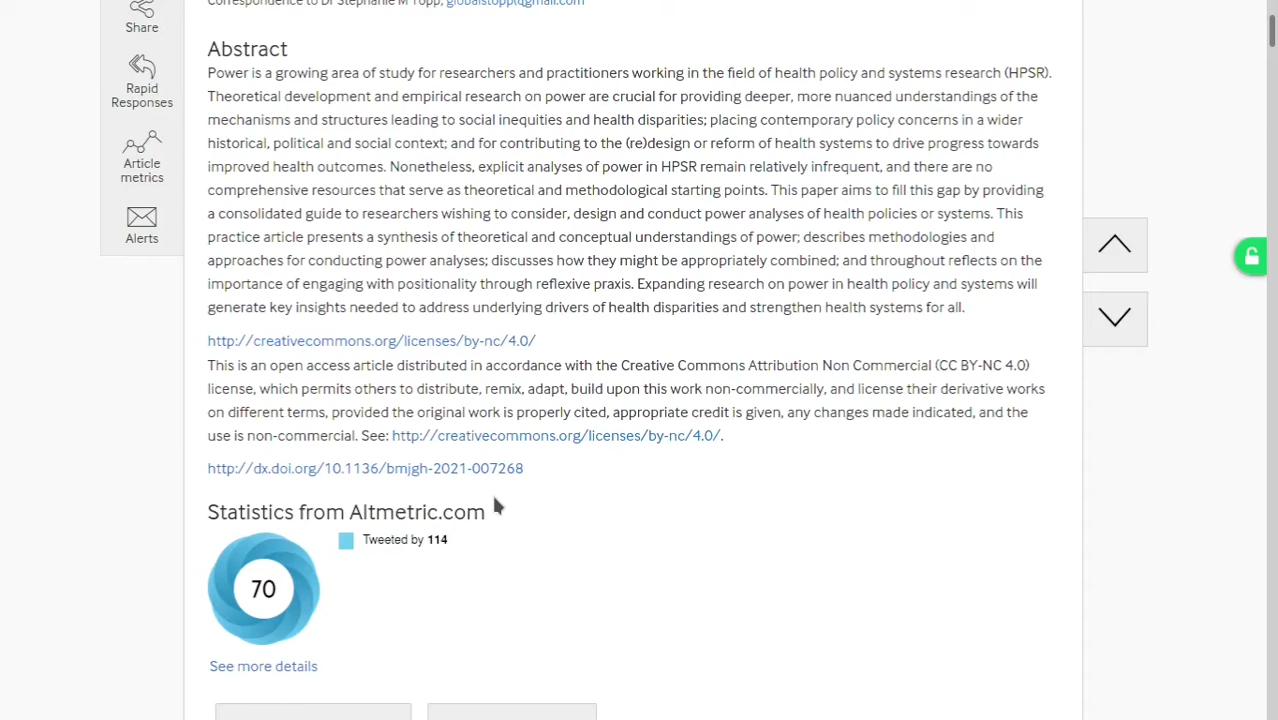 Correspondence to Dr Stephanie M Topp; globalstopp@gmail.com
Share
Rapid
Responses
Article
metrics
Alerts
Abstract
Power is a growing area of study for researchers and practitioners working in the field of health policy and systems research (HPSR).
Theoretical development and empirical research on power are crucial for providing deeper, more nuanced understandings of the
mechanisms and structures leading to social inequities and health disparities; placing contemporary policy concerns in a wider
historical, political and social context; and for contributing to the (re)design or reform of health systems to drive progress towards
improved health outcomes. Nonetheless, explicit analyses of power in HPSR remain relatively infrequent, and there are no
comprehensive resources that serve as theoretical and methodological starting points. This paper aims to fill this gap by providing
a consolidated guide to researchers wishing to consider, design and conduct power analyses of health policies or systems. This
practice article presents a synthesis of theoretical and conceptual understandings of power; describes methodologies and
approaches for conducting power analyses; discusses how they might be appropriately combined; and throughout reflects on the
importance of engaging with positionality through reflexive praxis. Expanding research on power in health policy and systems will
generate key insights needed to address underlying drivers of health disparities and strengthen health systems for all.
http://creativecommons.org/licenses/by-nc/4.0/
This is an open access article distributed in accordance with the Creative Commons Attribution Non Commercial (CC BY-NC 4.0)
license, which permits others to distribute, remix, adapt, build upon this work non-commercially, and license their derivative works
on different terms, provided the original work is properly cited, appropriate credit is given, any changes made indicated, and the
use is non-commercial. See: http://creativecommons.org/licenses/by-nc/4.0/.
http://dx.doi.org/10.1136/bmjgh-2021-007268
Statistics from Altmetric.com
Tweeted by 114
70
See more details